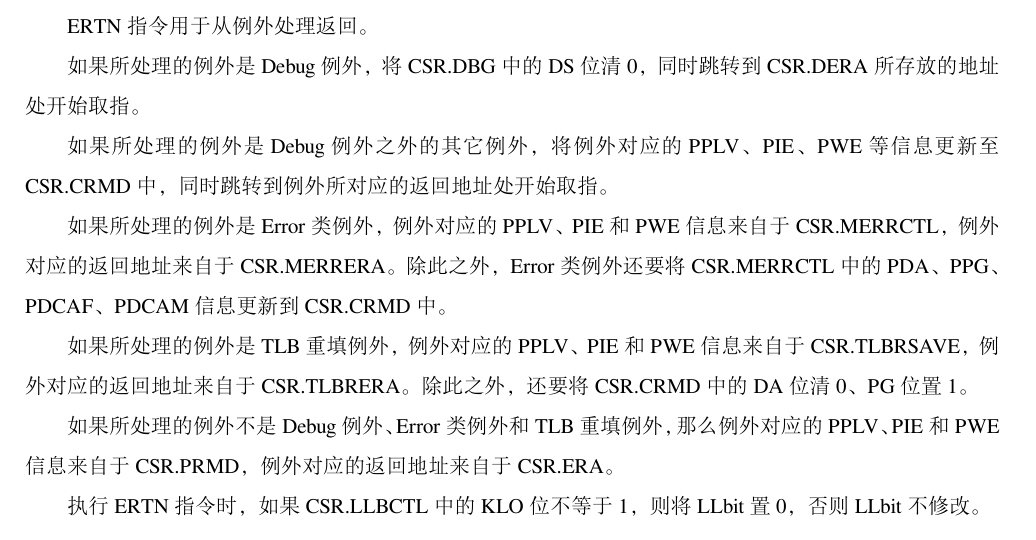 ERTN 指令用于从例外处理返回。
如果所处理的例外是 Debug 例外，将 CSR.DBG 中的 DS 位清 0，同时跳转到 CSR.DERA 所存放的地址
处开始取指。
如果所处理的例外是 Debug 例外之外的其它例外，将例外对应的 PPLV、PIE、PWE 等信息更新至
CSR.CRMD 中，同时跳转到例外所对应的返回地址处开始取指。
如果所处理的例外是 Error 类例外，例外对应的 PPLV、PIE 和 PWE 信息来自于 CSR.MERRCTL，例外
对应的返回地址来自于 CSR.MERRERA。除此之外，Error 类例外还要将 CSR.MERRCTL 中的 PDA、PPG、
PDCAF、PDCAM 信息更新到 CSR.CRMD 中。
如果所处理的例外是 TLB 重填例外，例外对应的 PPLV、PIE 和 PWE 信息来自于 CSR.TLBRSAVE，例
外对应的返回地址来自于 CSR.TLBRERA。除此之外，还要将 CSR.CRMD 中的 DA 位清 0、PG 位置 1。
如果所处理的例外不是 Debug 例外、Error 类例外和 TLB 重填例外，那么例外对应的 PPLV、PIE 和 PWE
信息来自于 CSR.PRMD，例外对应的返回地址来自于 CSR.ERA。
执行 ERTN 指令时，如果 CSR.LLBCTL 中的 KLO 位不等于 1，则将 LLbit 置 0，否则 LLbit 不修改。